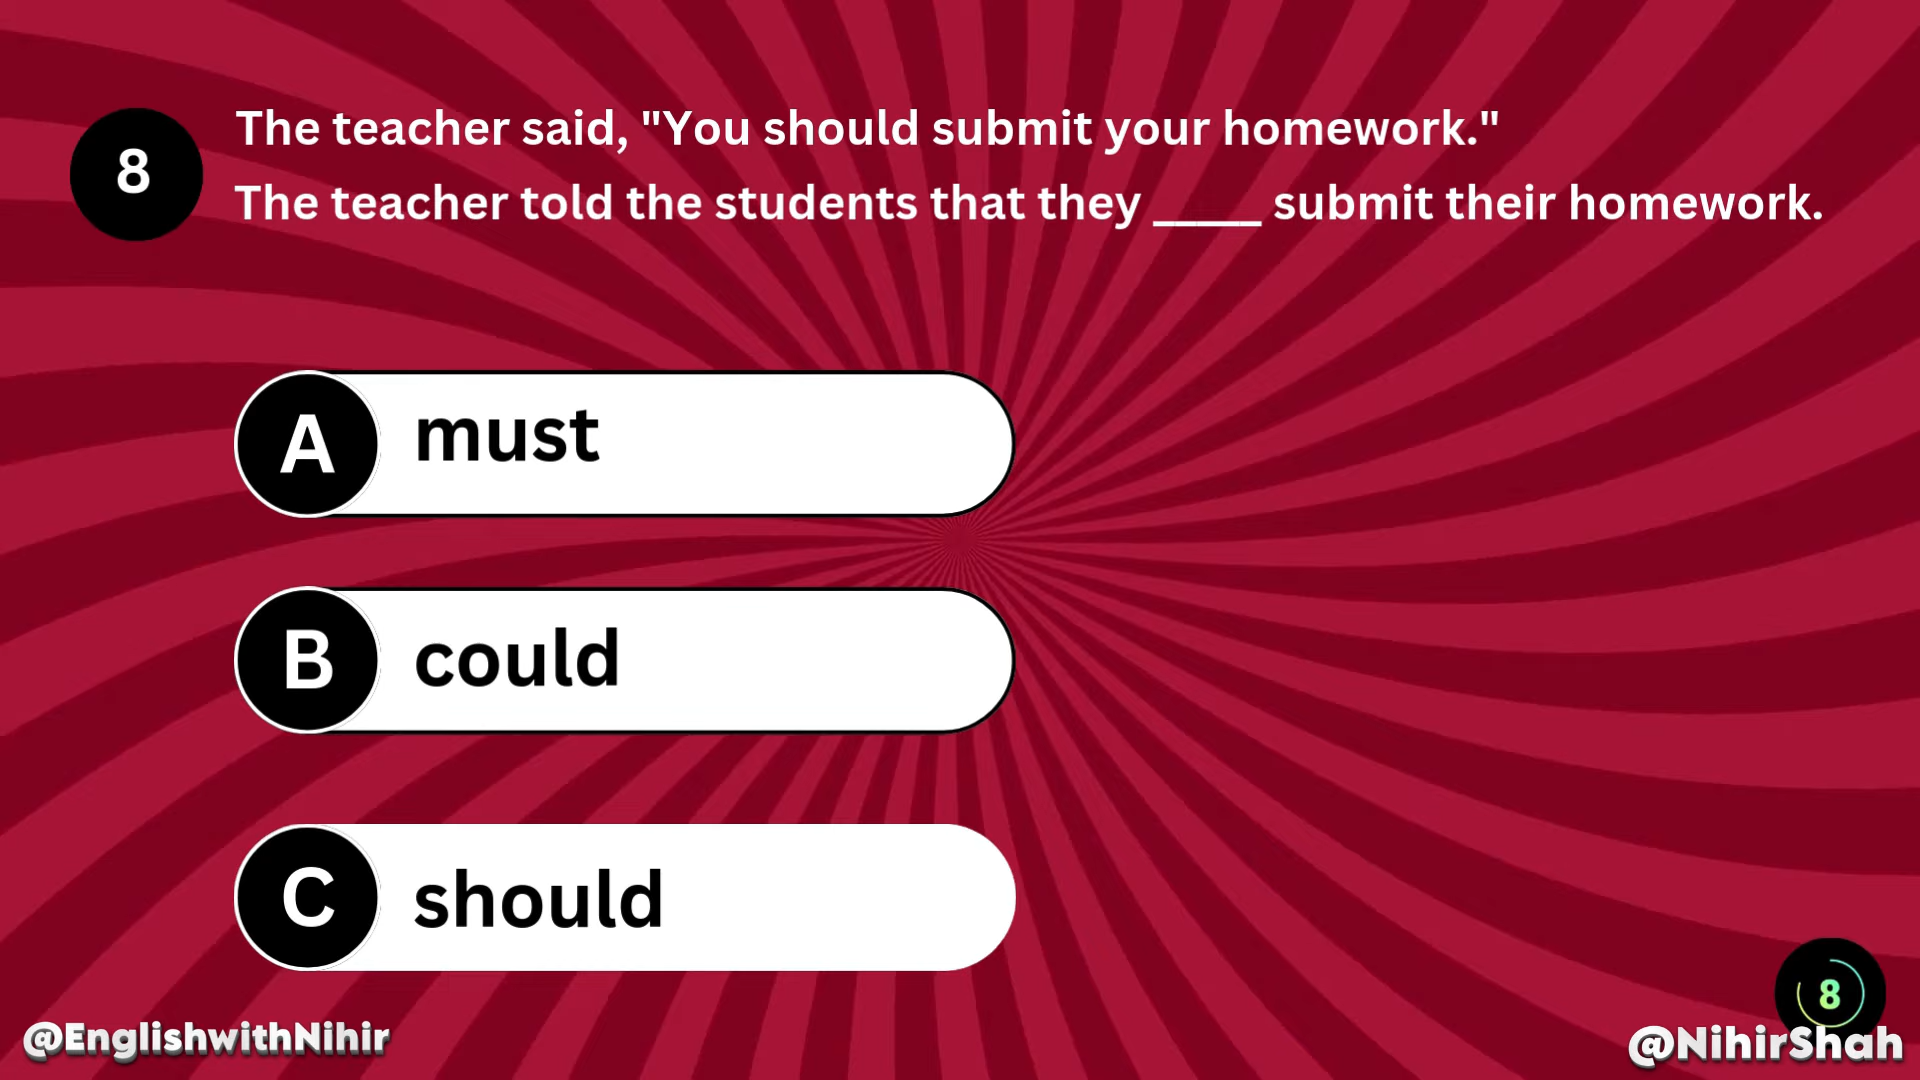 8
The teacher said, "You should submit your homework."
The teacher told the students that they _____ submit their homework.
A must
B could
C should
8
@EnglishwithNihir
@NihirShah